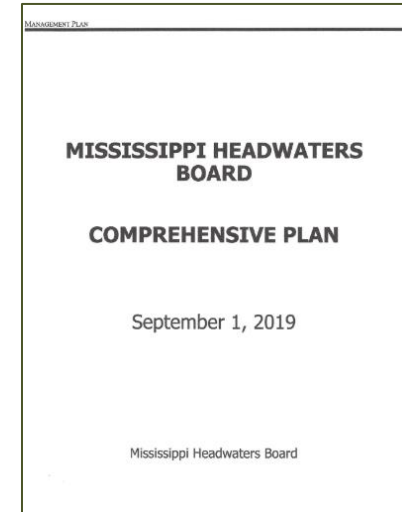 MANAGEMENT PLAN
MISSISSIPPI HEADWATERS
BOARD
COMPREHENSIVE PLAN
September 1, 2019
Mississippi Headwaters Board